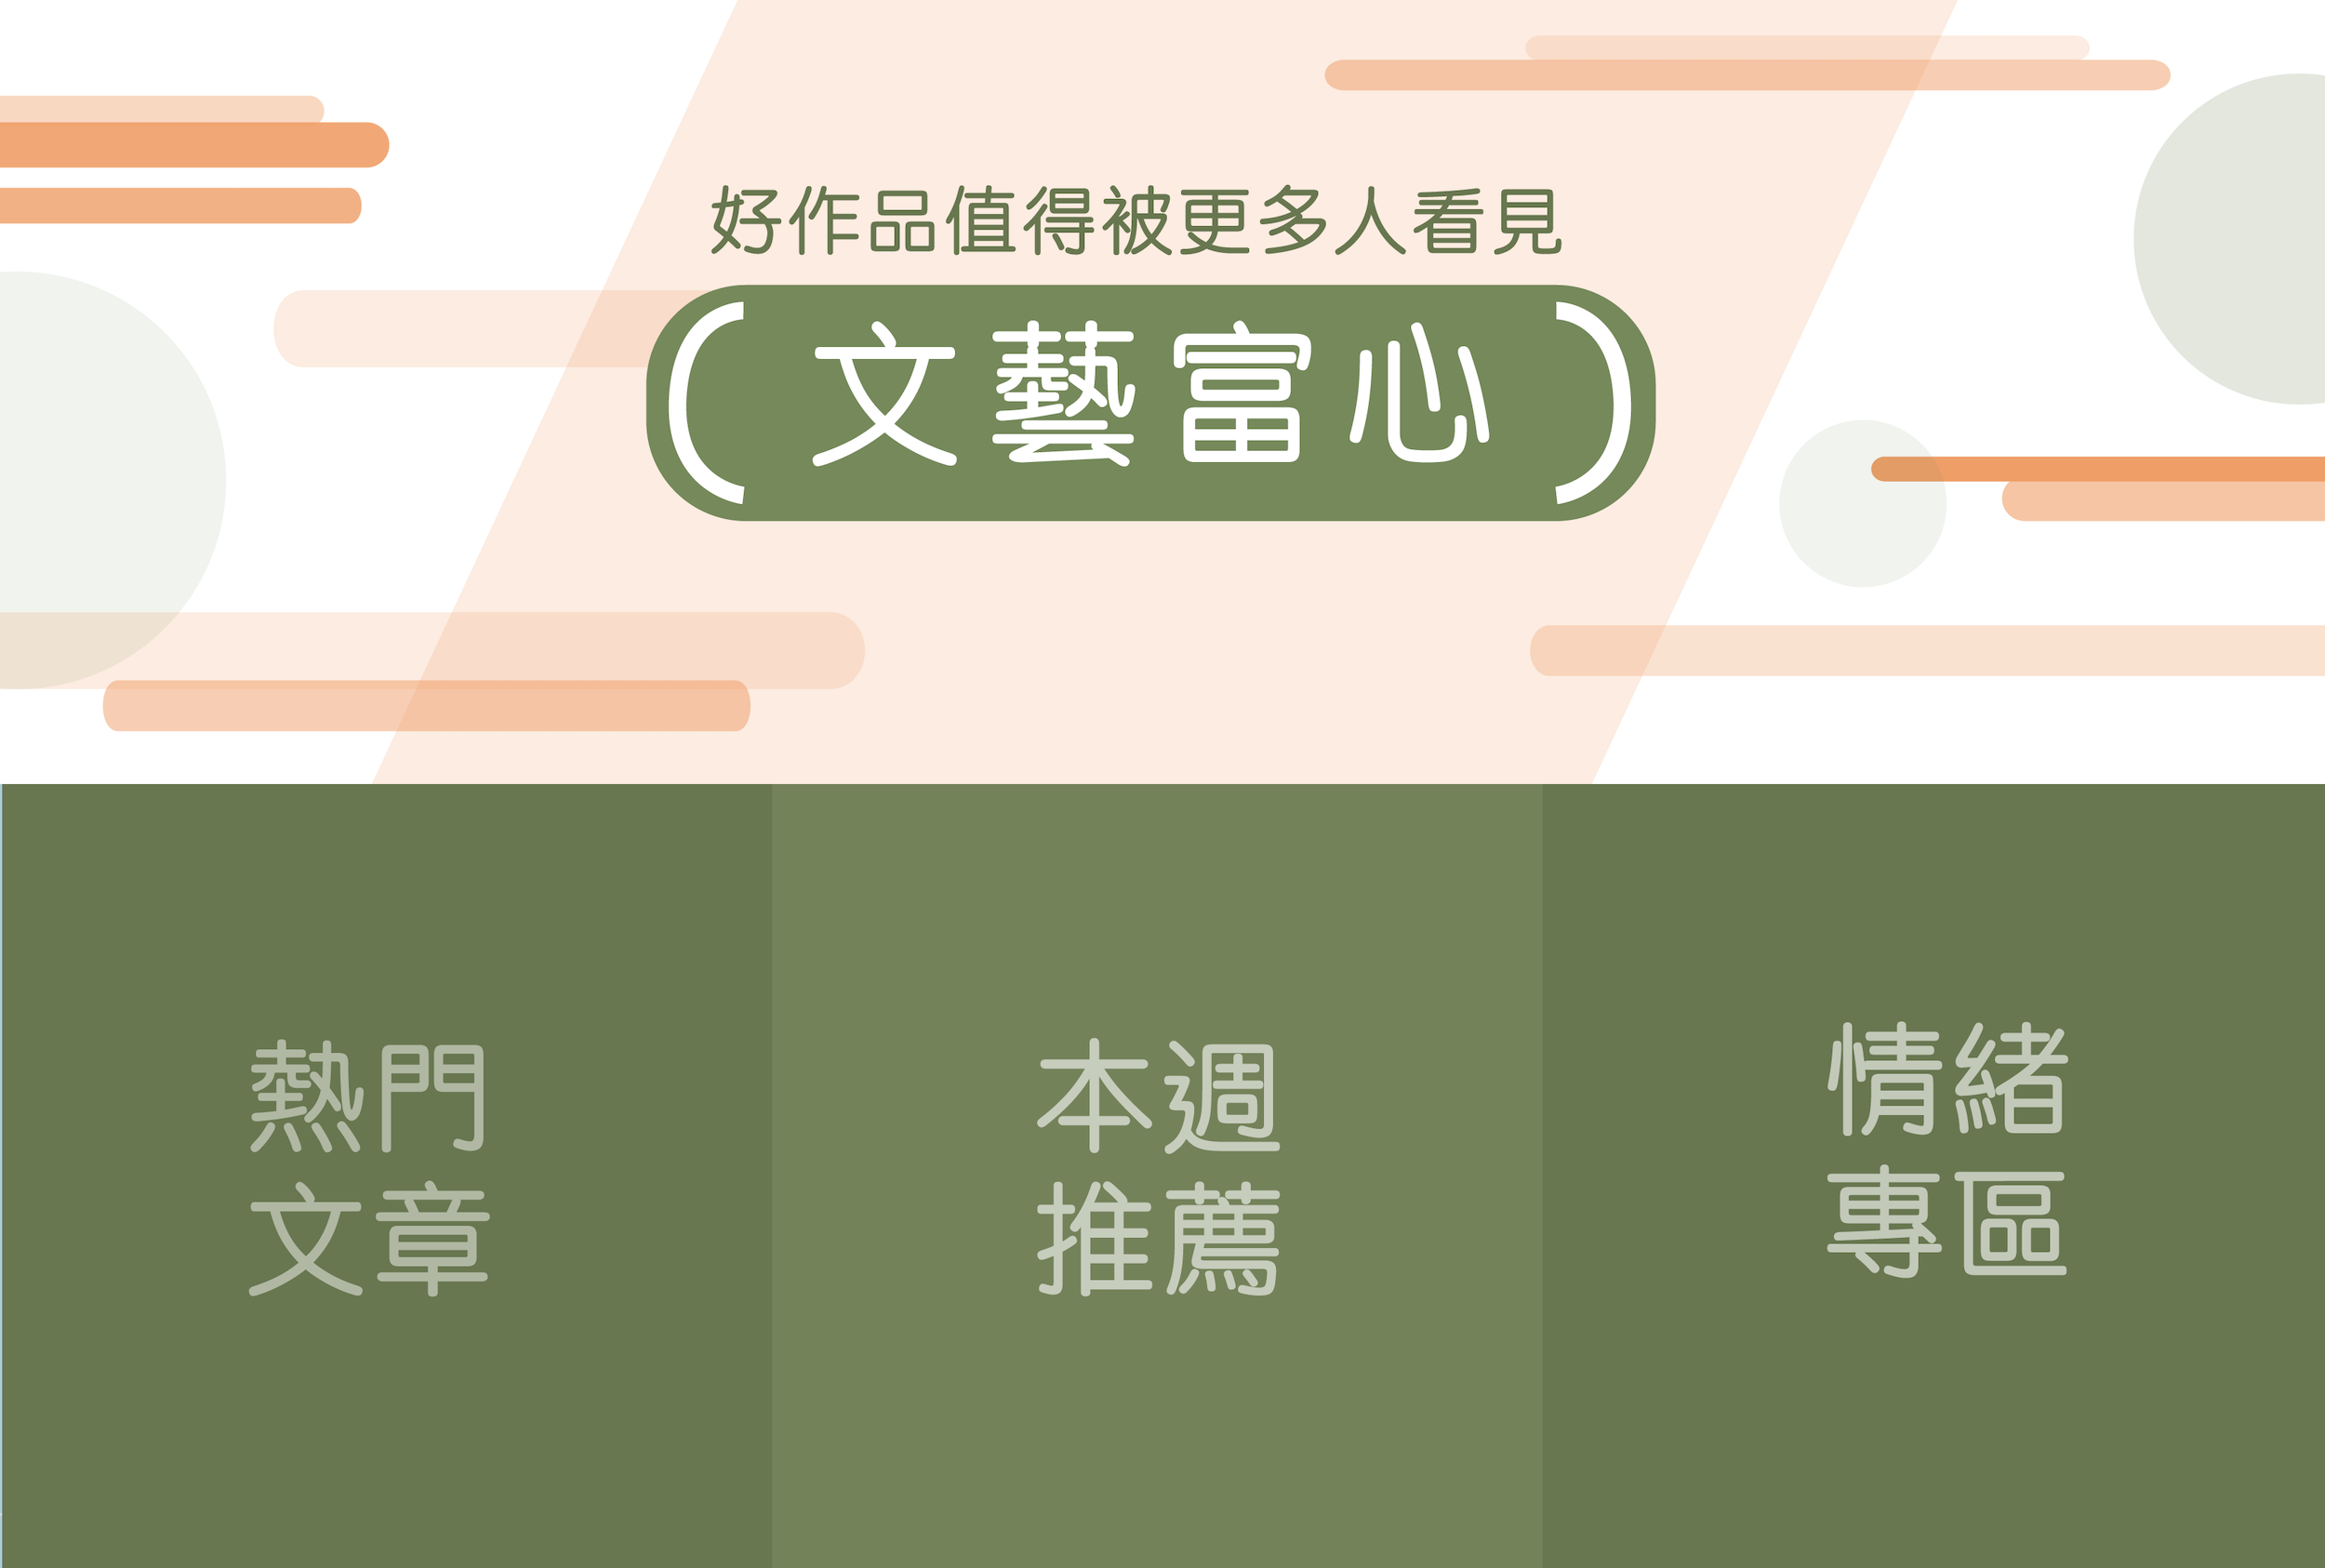 好作品值得被更多人看見
(文藝富心)
熱門
文章
本週
推薦
情緒
專區